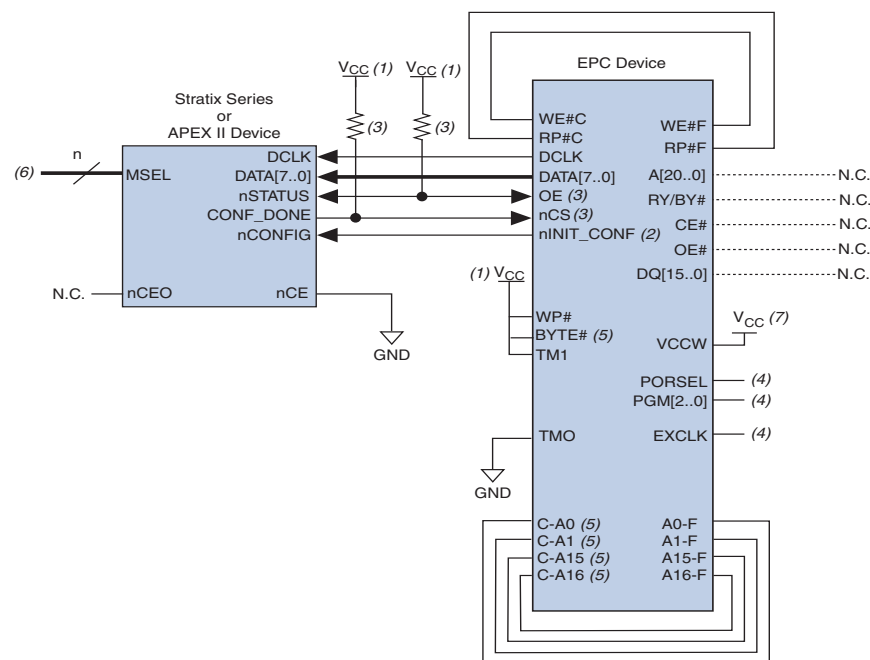 EPC Device
VCC (1)
VCC (1)
Stratix Series
or
APEX II Device
(3)
(3)
n
(6)
MSEL
DCLK
DATA[7..0]
nSTATUS
CONF_DONE
nCONFIG
N.C.
nCEO
nCE
GND
WE#C
RP#C
DCLK
DATA[7..0]
OE (3)
nCS (3)
nINIT_CONF (2)
(1) VCC
WP#
BYTE# (5)
TM1
TMO
GND
C-A0 (5)
C-A1 (5)
C-A15 (5)
C-A16 (5)
WE#F
RP#F
A[20..0]
N.C.
RY/BY#
N.C.
CE#
N.C.
OE#
N.C.
DQ[15..0]
N.C.
VCC (7)
VCCW
PORSEL
(4)
PGM[2..0]
(4)
EXCLK
(4)
A0-F
A1-F
A15-F
A16-F